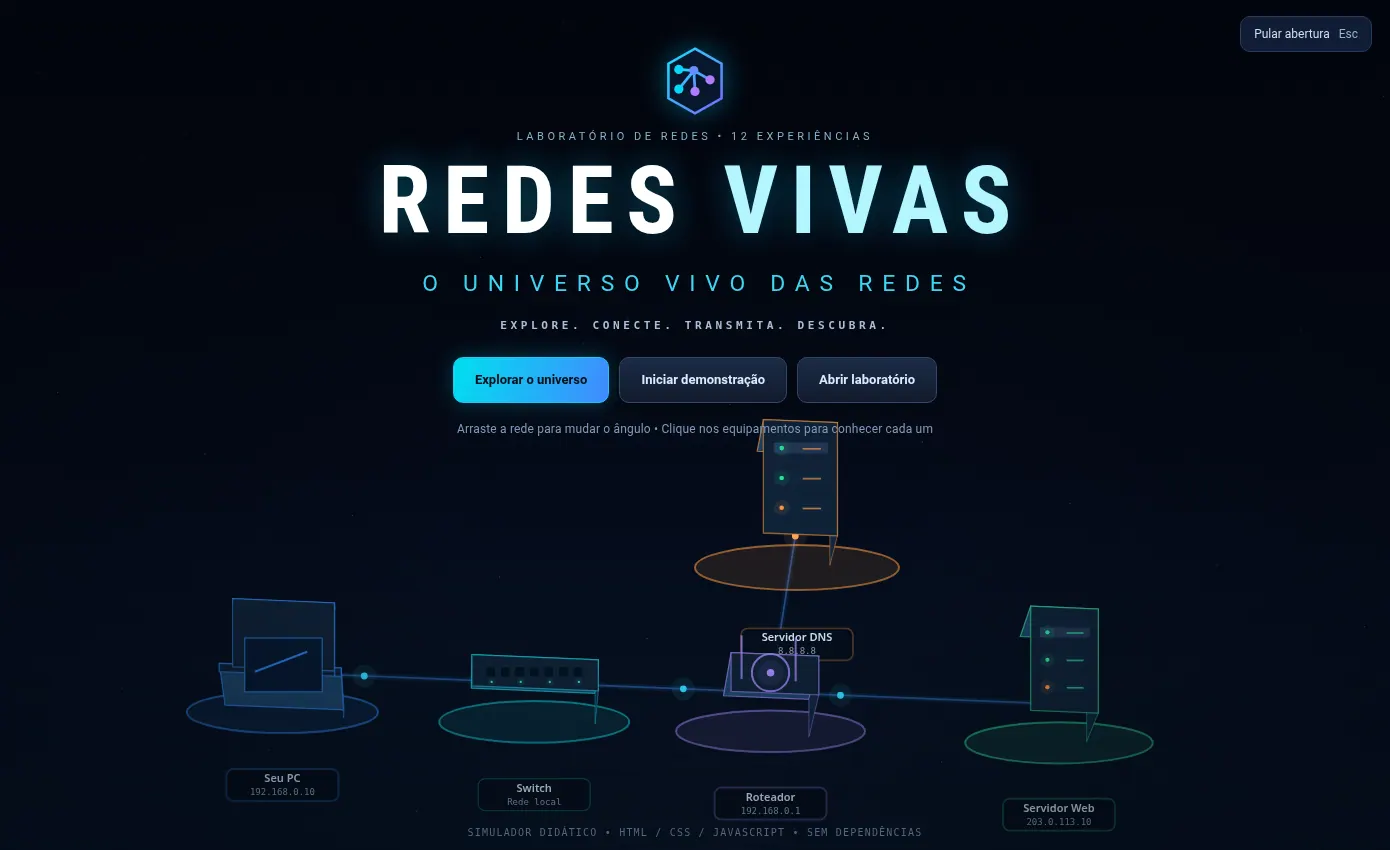 Pular abertura Esc
LABORATÓRIO DE REDES • 12 EXPERIÊNCIAS
REDES VIVAS
O UNIVERSO VIVO DAS REDES
EXPLORE. CONECTE. TRANSMITA. DESCUBRA.
Explorar o universo
Iniciar demonstração
Abrir laboratório
Arraste a rede para mudar o ângulo • Clique nos equipamentos para conhecer cada um
Servidor DNS
8.8.8.8
Seu PC
192.168.0.10
Switch
Rede local
Roteador
192.168.0.1
Servidor Web
203.0.113.10
SIMULADOR DIDÁTICO • HTML / CSS / JAVASCRIPT • SEM DEPENDÊNCIAS